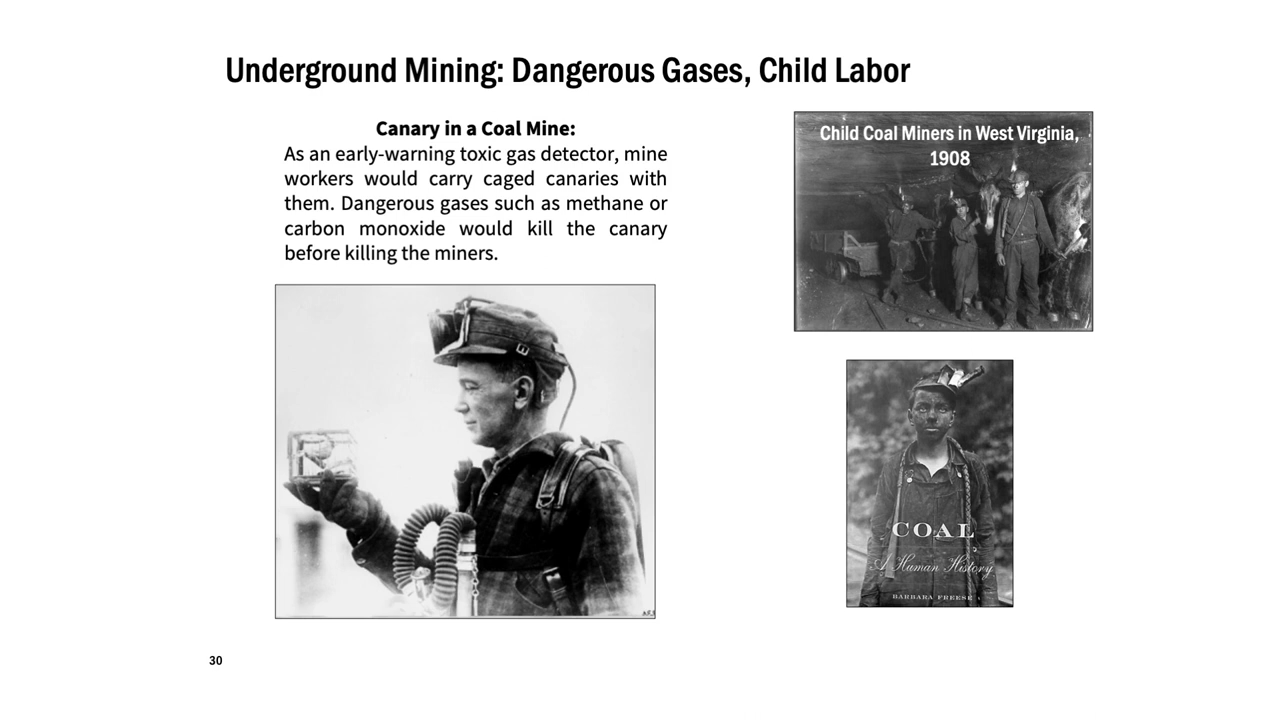 Underground Mining: Dangerous Gases, Child Labor
Canary in a Coal Mine:
As an early-warning toxic gas detector, mine
workers would carry caged canaries with
them. Dangerous gases such as methane or
carbon monoxide would kill the canary
before killing the miners.
Child Coal Miners in West Virginia,
1908
COAL
A Human History
BARBARA FREESE
30